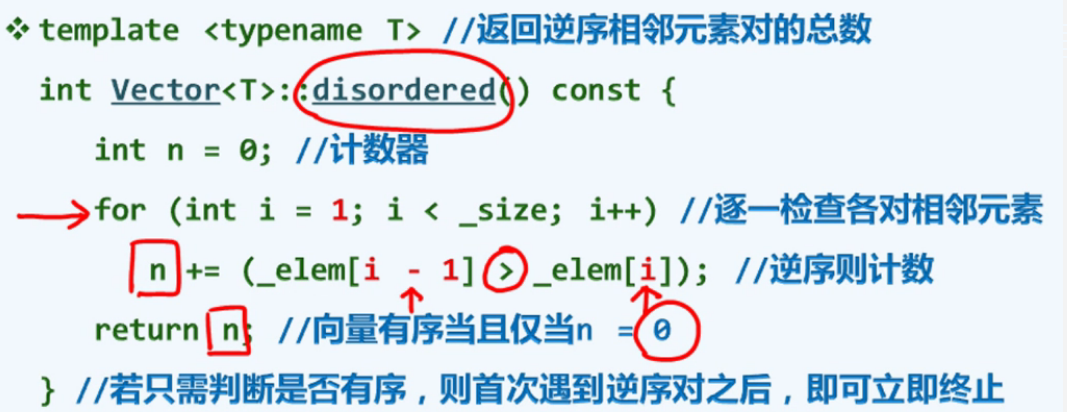 ❖ template <typename T> //返回逆序相邻元素对的总数
int Vector<T>::disordered() const {
int n = 0; //计数器
for (int i = 1; i < _size; i++) //逐一检查各对相邻元素
n += (_elem[i - 1] > _elem[i]); //逆序则计数
return n; //向量有序当且仅当n = 0
} //若只需判断是否有序，则首次遇到逆序对之后，即可立即终止